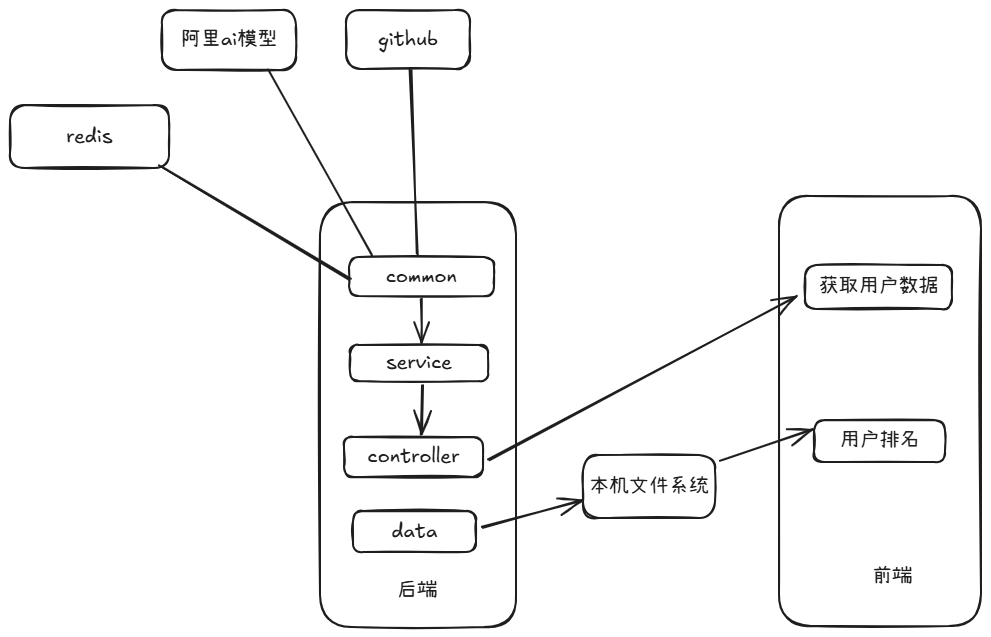 阿里ai模型
github
redis
common
service
controller
data
后端
本机文件系统
获取用户数据
用户排名
前端